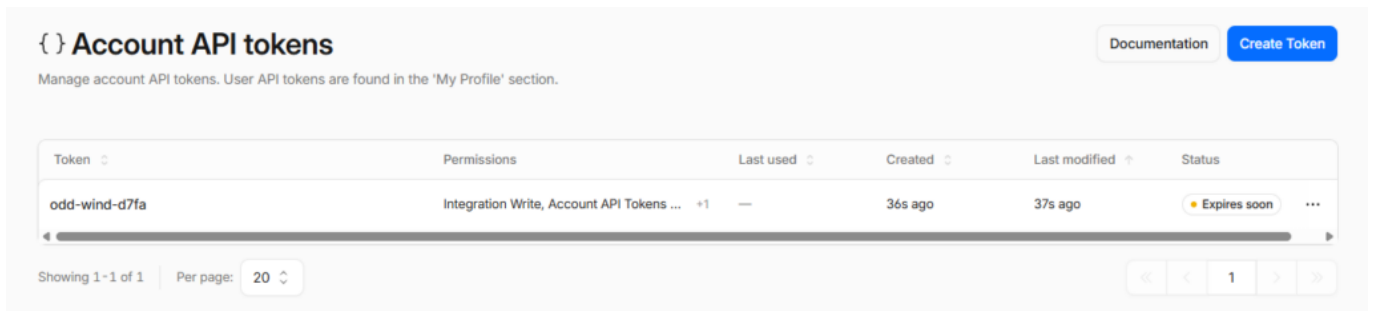 { } Account API tokens
Documentation
Create Token
Manage account API tokens. User API tokens are found in the 'My Profile' section.
Token Permissions Last used Created Last modified Status
odd-wind-d7fa Integration Write, Account API Tokens ... +1 — 36s ago 37s ago Expires soon ...
Showing 1-1 of 1 Per page: 20 « < 1 > »